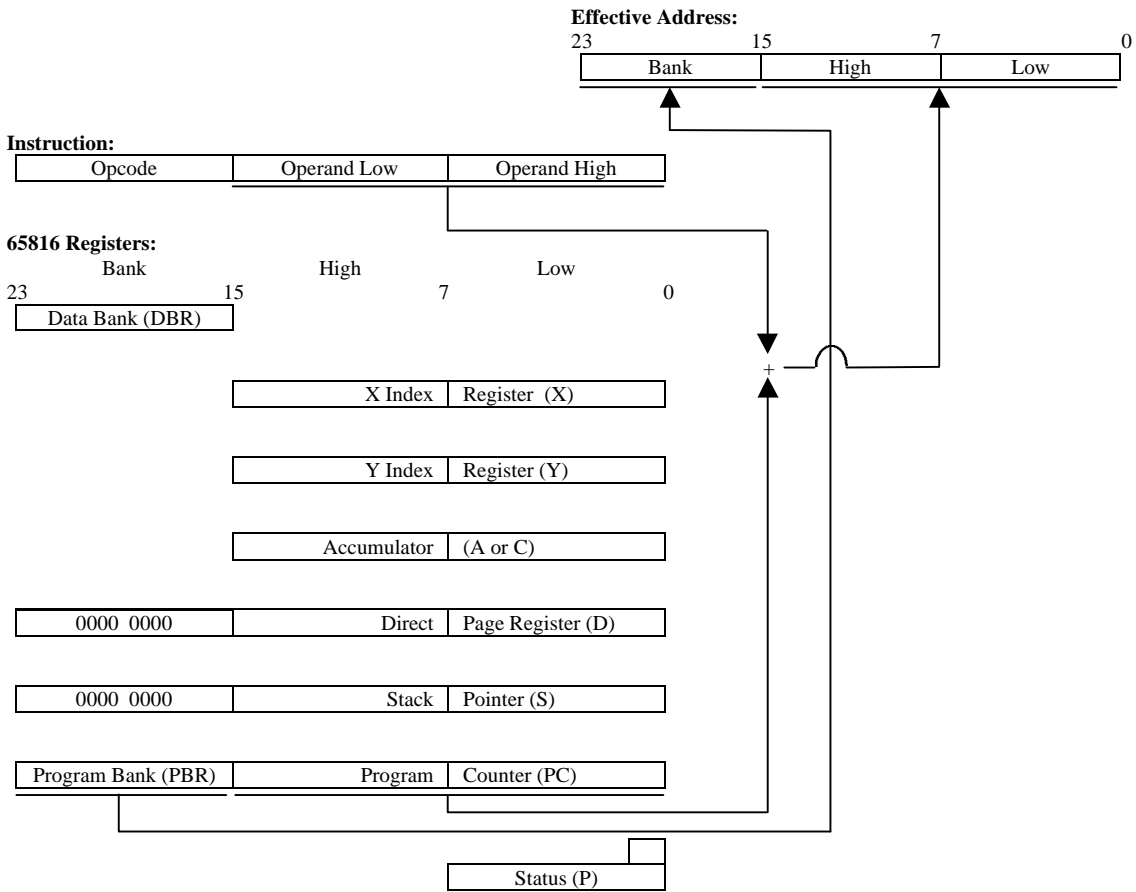 Effective Address:
23 15 7 0
Bank High Low
Instruction:
Opcode Operand Low Operand High
65816 Registers:
Bank High Low
23 15 7 0
Data Bank (DBR)
+
X Index Register (X)
Y Index Register (Y)
Accumulator (A or C)
0000 0000 Direct Page Register (D)
0000 0000 Stack Pointer (S)
Program Bank (PBR) Program Counter (PC)
Status (P)